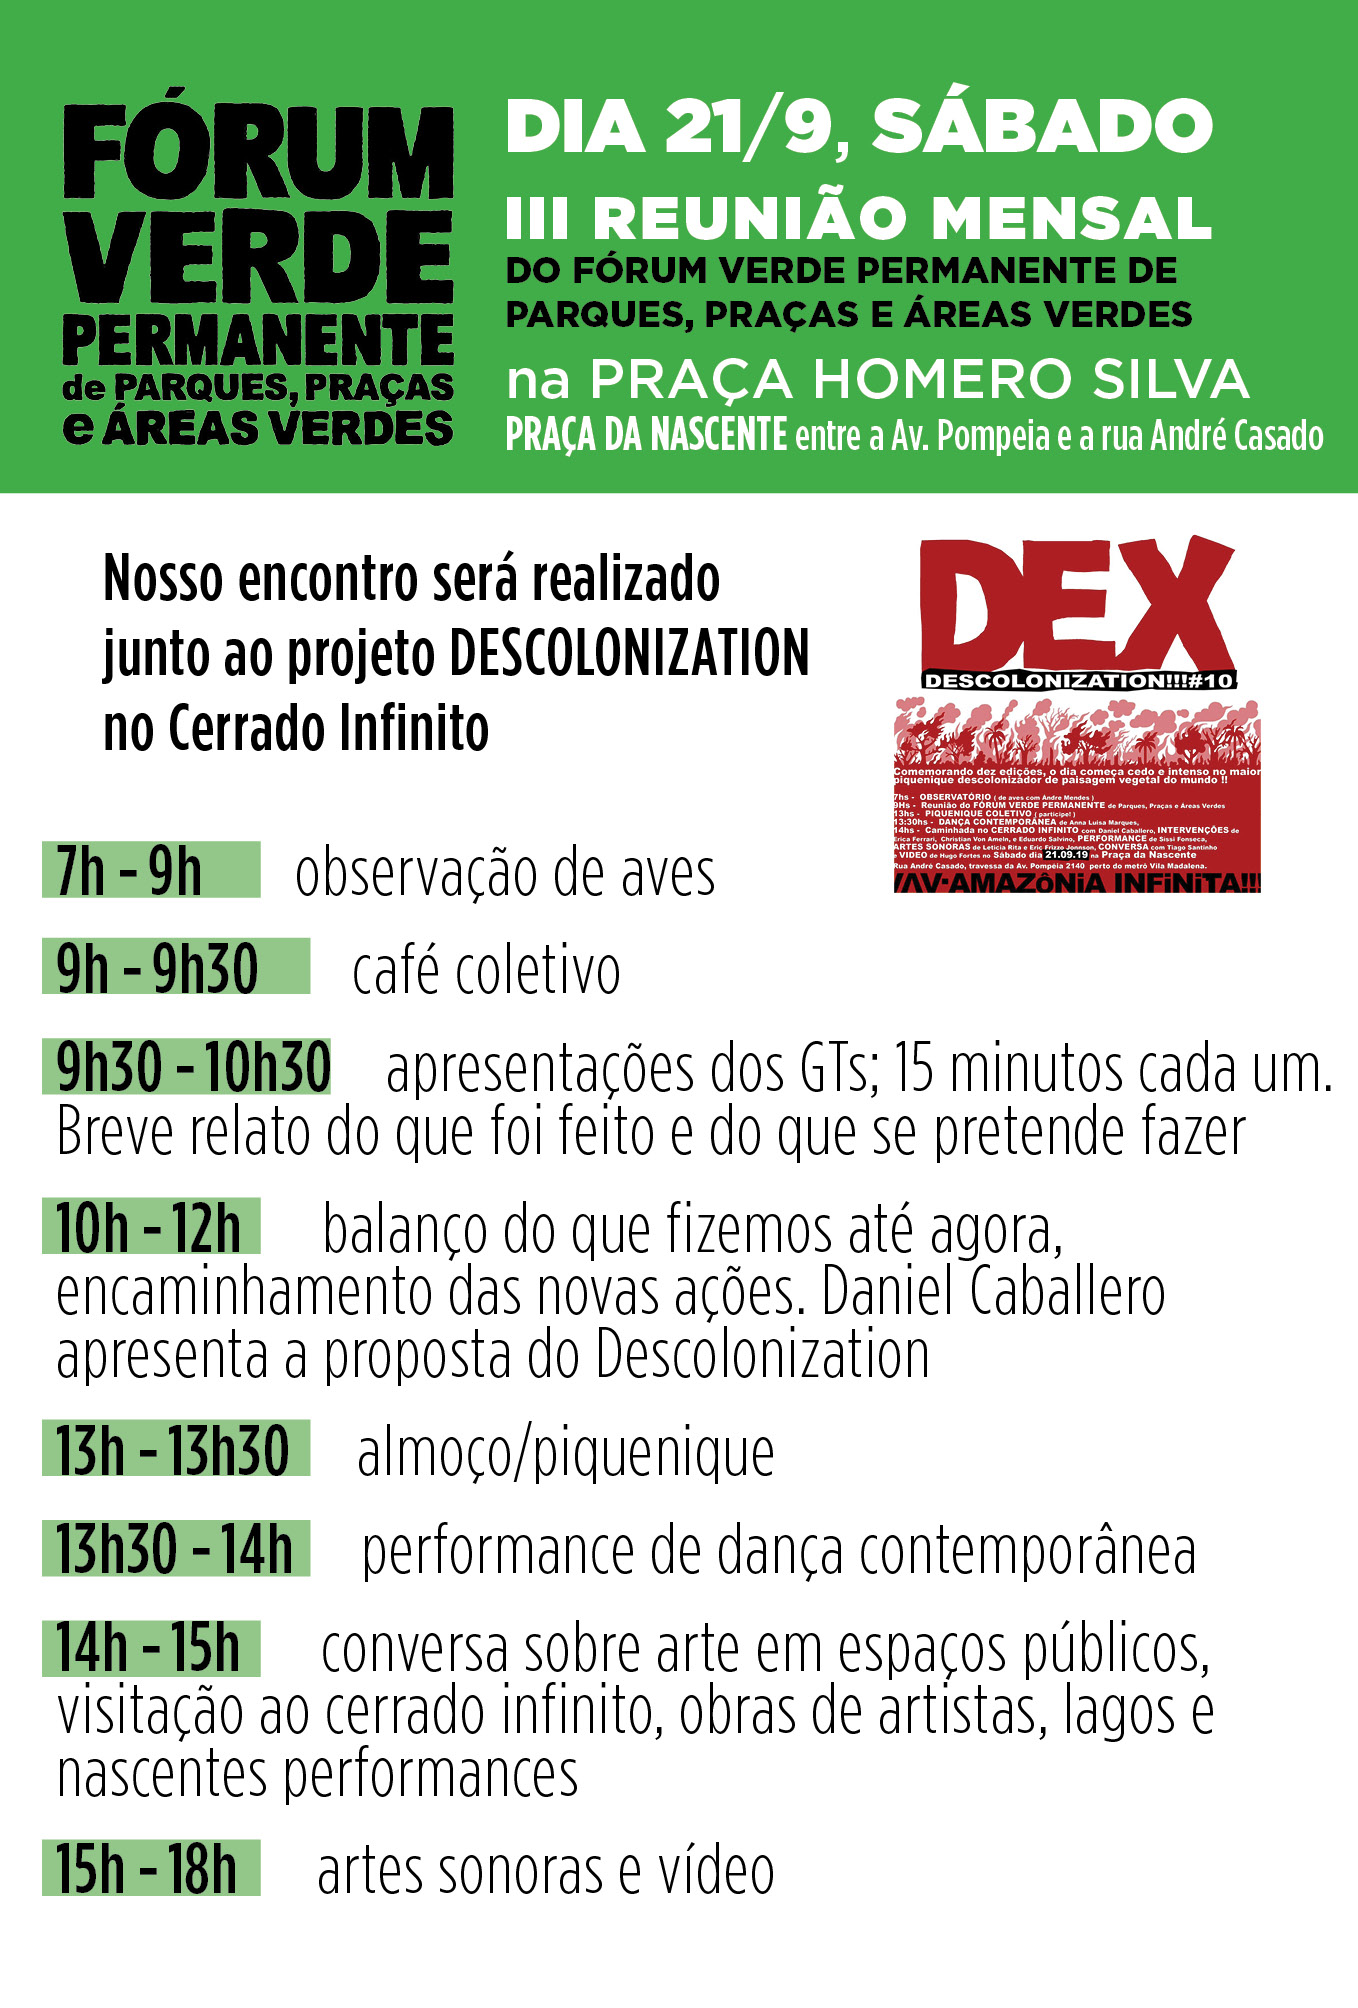 FÓRUM
VERDE
PERMANENTE
de PARQUES, PRAÇAS
e ÁREAS VERDES
DIA 21/9, SÁBADO
III REUNIÃO MENSAL
DO FÓRUM VERDE PERMANENTE DE
PARQUES, PRAÇAS E ÁREAS VERDES
na PRAÇA HOMERO SILVA
PRAÇA DA NASCENTE entre a Av. Pompeia e a rua André Casado
Nosso encontro será realizado
junto ao projeto DESCOLONIZATION
no Cerrado Infinito
DEX
DESCOLONIZATION!!!#10
Comemorando dez edições, o dia começa cedo e intenso no maior
piquenique descolonizador de paisagem vegetal do mundo !!
7hs - OBSERVATÓRIO ( de aves com Andre Mendes )
9Hs - Reunião do FÓRUM VERDE PERMANENTE de Parques, Praças e Áreas Verdes
13hs - PIQUENIQUE COLETIVO ( participe! )
13:30hs - DANÇA CONTEMPORÂNEA de Anna Luisa Marques,
14hs - Caminhada no CERRADO INFINITO com Daniel Caballero, INTERVENÇÕES de
Erica Ferrari, Christian Von Ameln, e Eduardo Salvino, PERFORMANCE de Sissi Fonseca,
ARTES SONORAS de Leticia Rita e Eric Frizzo Jonnson, CONVERSA com Tiago Santinho
e VIDEO de Hugo Fortes no Sábado dia 21.09.19 na Praça da Nascente
Rua André Casado, travessa da Av. Pompéia 2140 perto do metrô Vila Madalena.
AMAZôNiA INFiNiTA!!!
7h - 9h observação de aves
9h - 9h30 café coletivo
9h30 - 10h30 apresentações dos GTs; 15 minutos cada um.
Breve relato do que foi feito e do que se pretende fazer
10h - 12h balanço do que fizemos até agora,
encaminhamento das novas ações. Daniel Caballero
apresenta a proposta do Descolonization
13h - 13h30 almoço/piquenique
13h30 - 14h performance de dança contemporânea
14h - 15h conversa sobre arte em espaços públicos,
visitação ao cerrado infinito, obras de artistas, lagos e
nascentes performances
15h - 18h artes sonoras e vídeo